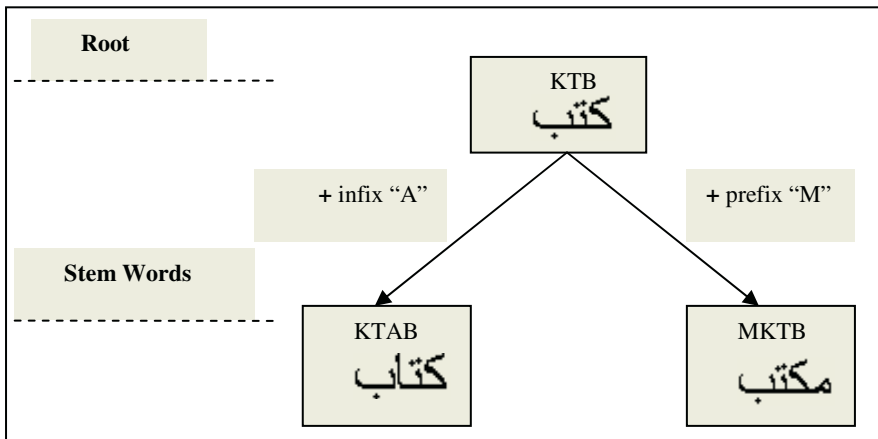 Root
KTB
كتب
+ infix “A”
+ prefix “M”
Stem Words
KTAB
كتاب
MKTB
مكتب